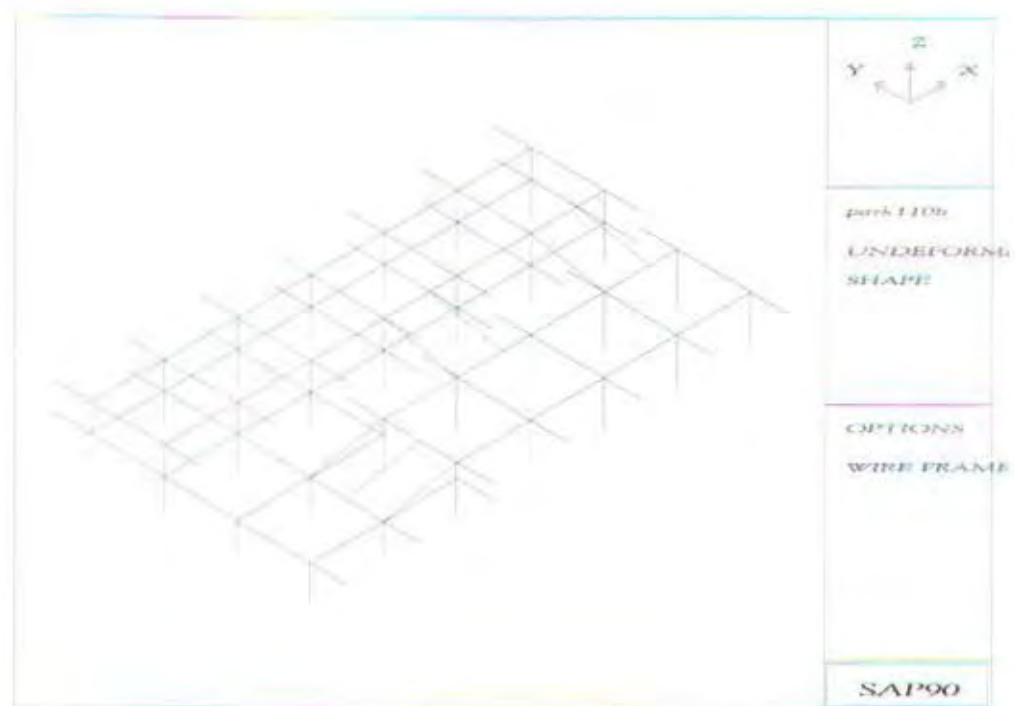 Z
Y X
park110b
UNDEFORM
SHAPE
OPTIONS
WIRE FRAME
SAP90